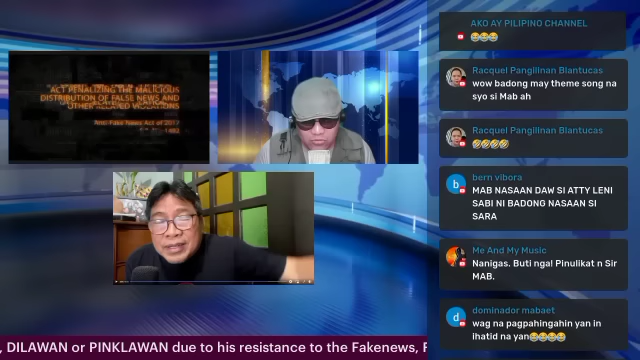 ACT PENALIZING THE MALICIOUS
DISTRIBUTION OF FALSE NEWS AND
OTHER RELATED VIOLATIONS
Anti-Fake News Act of 2017
, DILAWAN or PINKLAWAN due to his resistance to the Fakenews, F
AKO AY PILIPINO CHANNEL
😂😂😂
Racquel Pangilinan Blantucas
wow badong may theme song na
syo si Mab ah
Racquel Pangilinan Blantucas
🤣🤣🤣🤣
b
bern vibora
MAB NASAAN DAW SI ATTY LENI
SABI NI BADONG NASAAN SI
SARA
Me And My Music
Nanigas. Buti nga! Pinulikat n Sir
MAB.
d
dominador mabaet
wag na pagpahingahin yan in
ihatid na yan😂😂😂😂